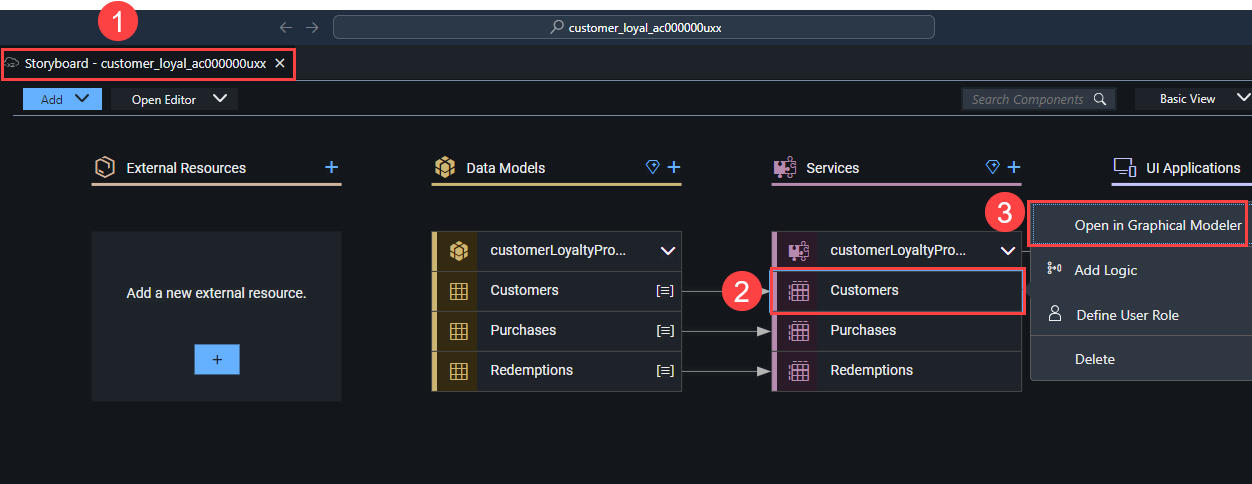 1
customer_loyal_ac000000uxx
Storyboard - customer_loyal_ac000000uxx
Add
Open Editor
Search Components
Basic View
External Resources
Data Models
Services
UI Applications
Add a new external resource.
customerLoyaltyPro...
Customers
Purchases
Redemptions
customerLoyaltyPro...
2
Customers
Purchases
Redemptions
3
Open in Graphical Modeler
Add Logic
Define User Role
Delete